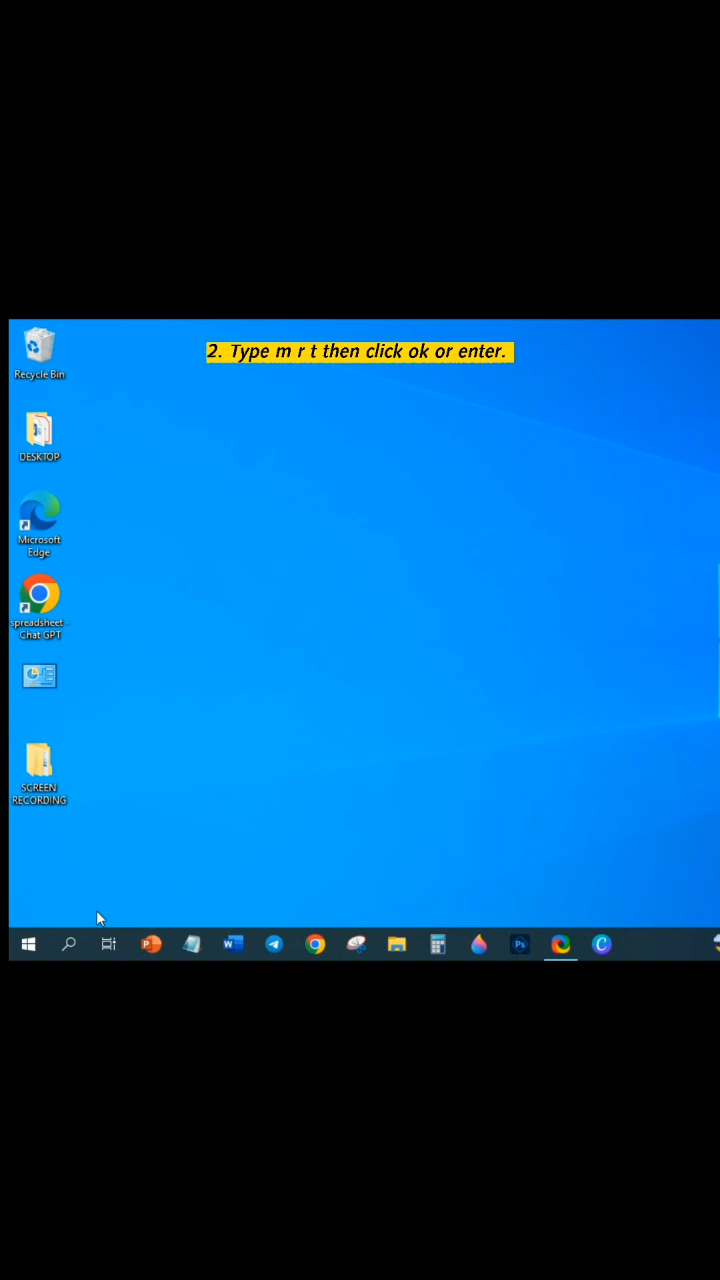 2. Type m r t then click ok or enter.
Recycle Bin
DESKTOP
Microsoft
Edge
spreadsheet -
Chat GPT
SCREEN
RECORDING